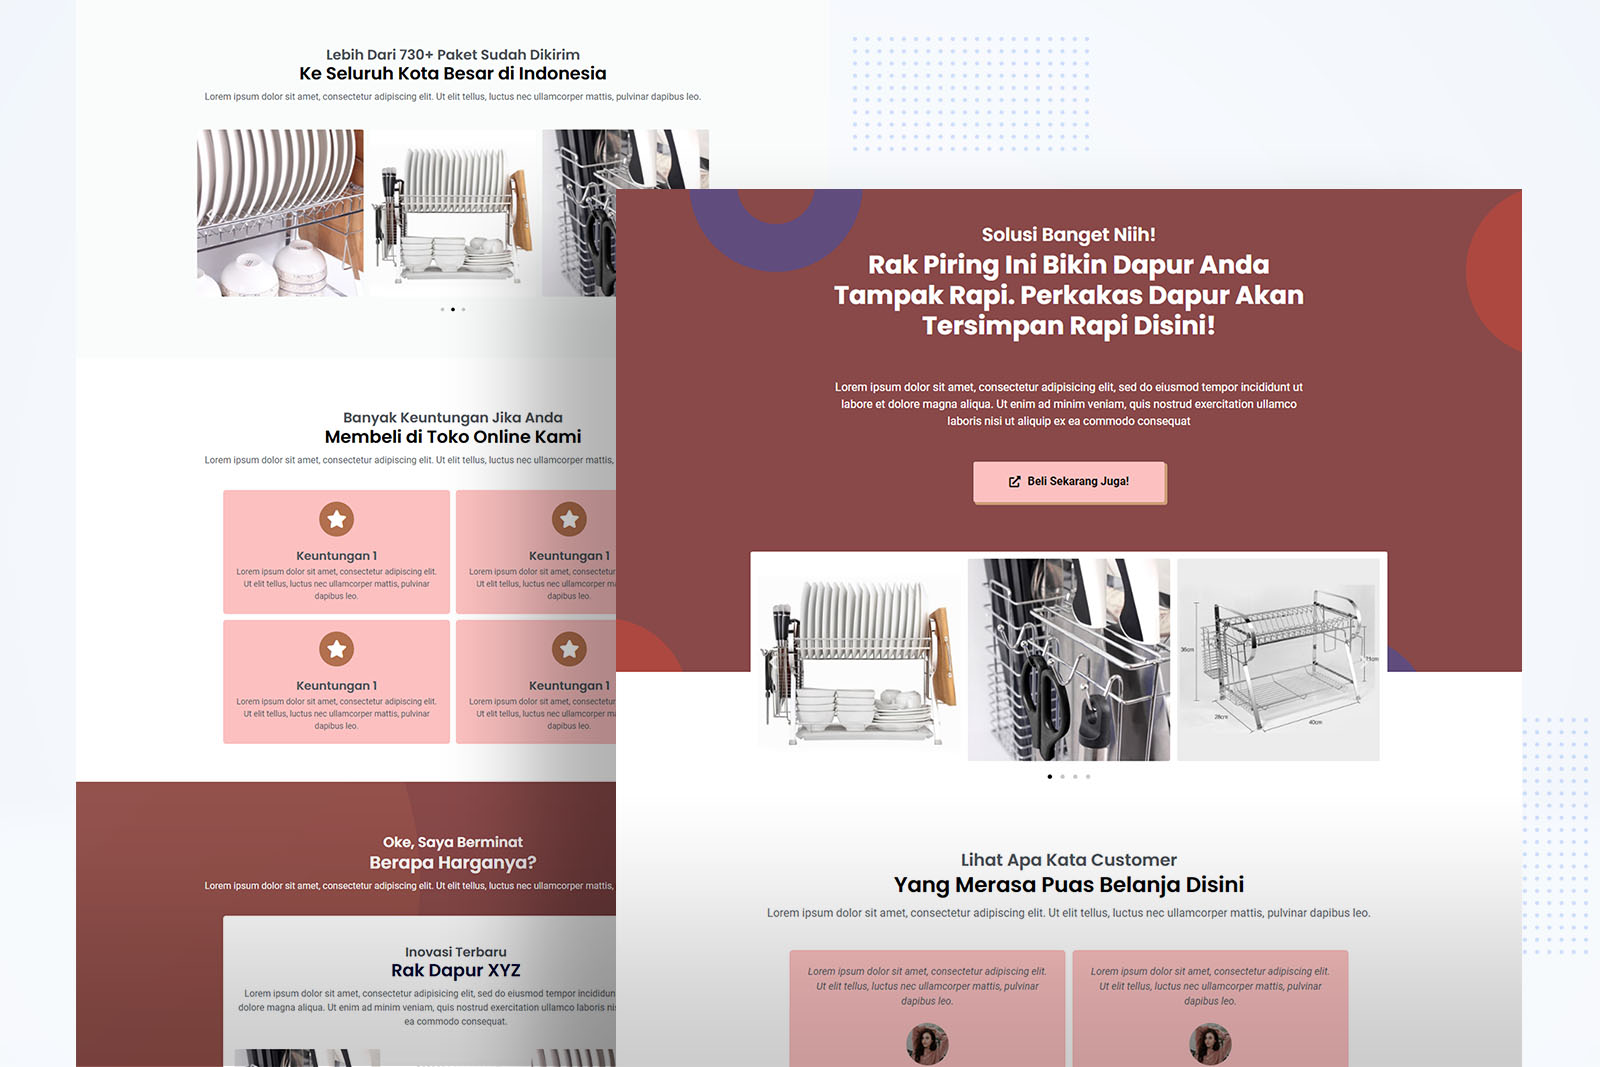 Lebih Dari 730+ Paket Sudah Dikirim
Ke Seluruh Kota Besar di Indonesia
Lorem ipsum dolor sit amet, consectetur adipiscing elit. Ut elit tellus, luctus nec ullamcorper mattis, pulvinar dapibus leo.
Banyak Keuntungan Jika Anda
Membeli di Toko Online Kami
Lorem ipsum dolor sit amet, consectetur adipiscing elit. Ut elit tellus, luctus nec ullamcorper mattis,
Keuntungan 1
Lorem ipsum dolor sit amet, consectetur adipiscing elit.
Ut elit tellus, luctus nec ullamcorper mattis, pulvinar
dapibus leo.
Keuntungan 1
Lorem ipsum dolor sit amet, consectetur
Ut elit tellus, luctus nec ullamcorper
dapibus leo.
Keuntungan 1
Lorem ipsum dolor sit amet, consectetur adipiscing elit.
Ut elit tellus, luctus nec ullamcorper mattis, pulvinar
dapibus leo.
Keuntungan 1
Lorem ipsum dolor sit amet, consectetur
Ut elit tellus, luctus nec ullamcorper
dapibus leo.
Oke, Saya Berminat
Berapa Harganya?
Lorem ipsum dolor sit amet, consectetur adipiscing elit. Ut elit tellus, luctus nec ullamcorper mattis,
Inovasi Terbaru
Rak Dapur XYZ
Lorem ipsum dolor sit amet, consectetur adipisicing elit, sed do eiusmod tempor
dolore magna aliqua. Ut enim ad minim veniam, quis nostrud exercitation ullamco laboris
ea commodo consequat.
Solusi Banget Niih!
Rak Piring Ini Bikin Dapur Anda
Tampak Rapi. Perkakas Dapur Akan
Tersimpan Rapi Disini!
Lorem ipsum dolor sit amet, consectetur adipisicing elit, sed do eiusmod tempor incididunt ut
labore et dolore magna aliqua. Ut enim ad minim veniam, quis nostrud exercitation ullamco
laboris nisi ut aliquip ex ea commodo consequat
Beli Sekarang Juga!
36cm
11cm
28cm
40cm
Lihat Apa Kata Customer
Yang Merasa Puas Belanja Disini
Lorem ipsum dolor sit amet, consectetur adipiscing elit. Ut elit tellus, luctus nec ullamcorper mattis, pulvinar dapibus leo.
Lorem ipsum dolor sit amet, consectetur adipiscing elit.
Ut elit tellus, luctus nec ullamcorper mattis, pulvinar
dapibus leo.
Lorem ipsum dolor sit amet, consectetur adipiscing elit.
Ut elit tellus, luctus nec ullamcorper mattis, pulvinar
dapibus leo.